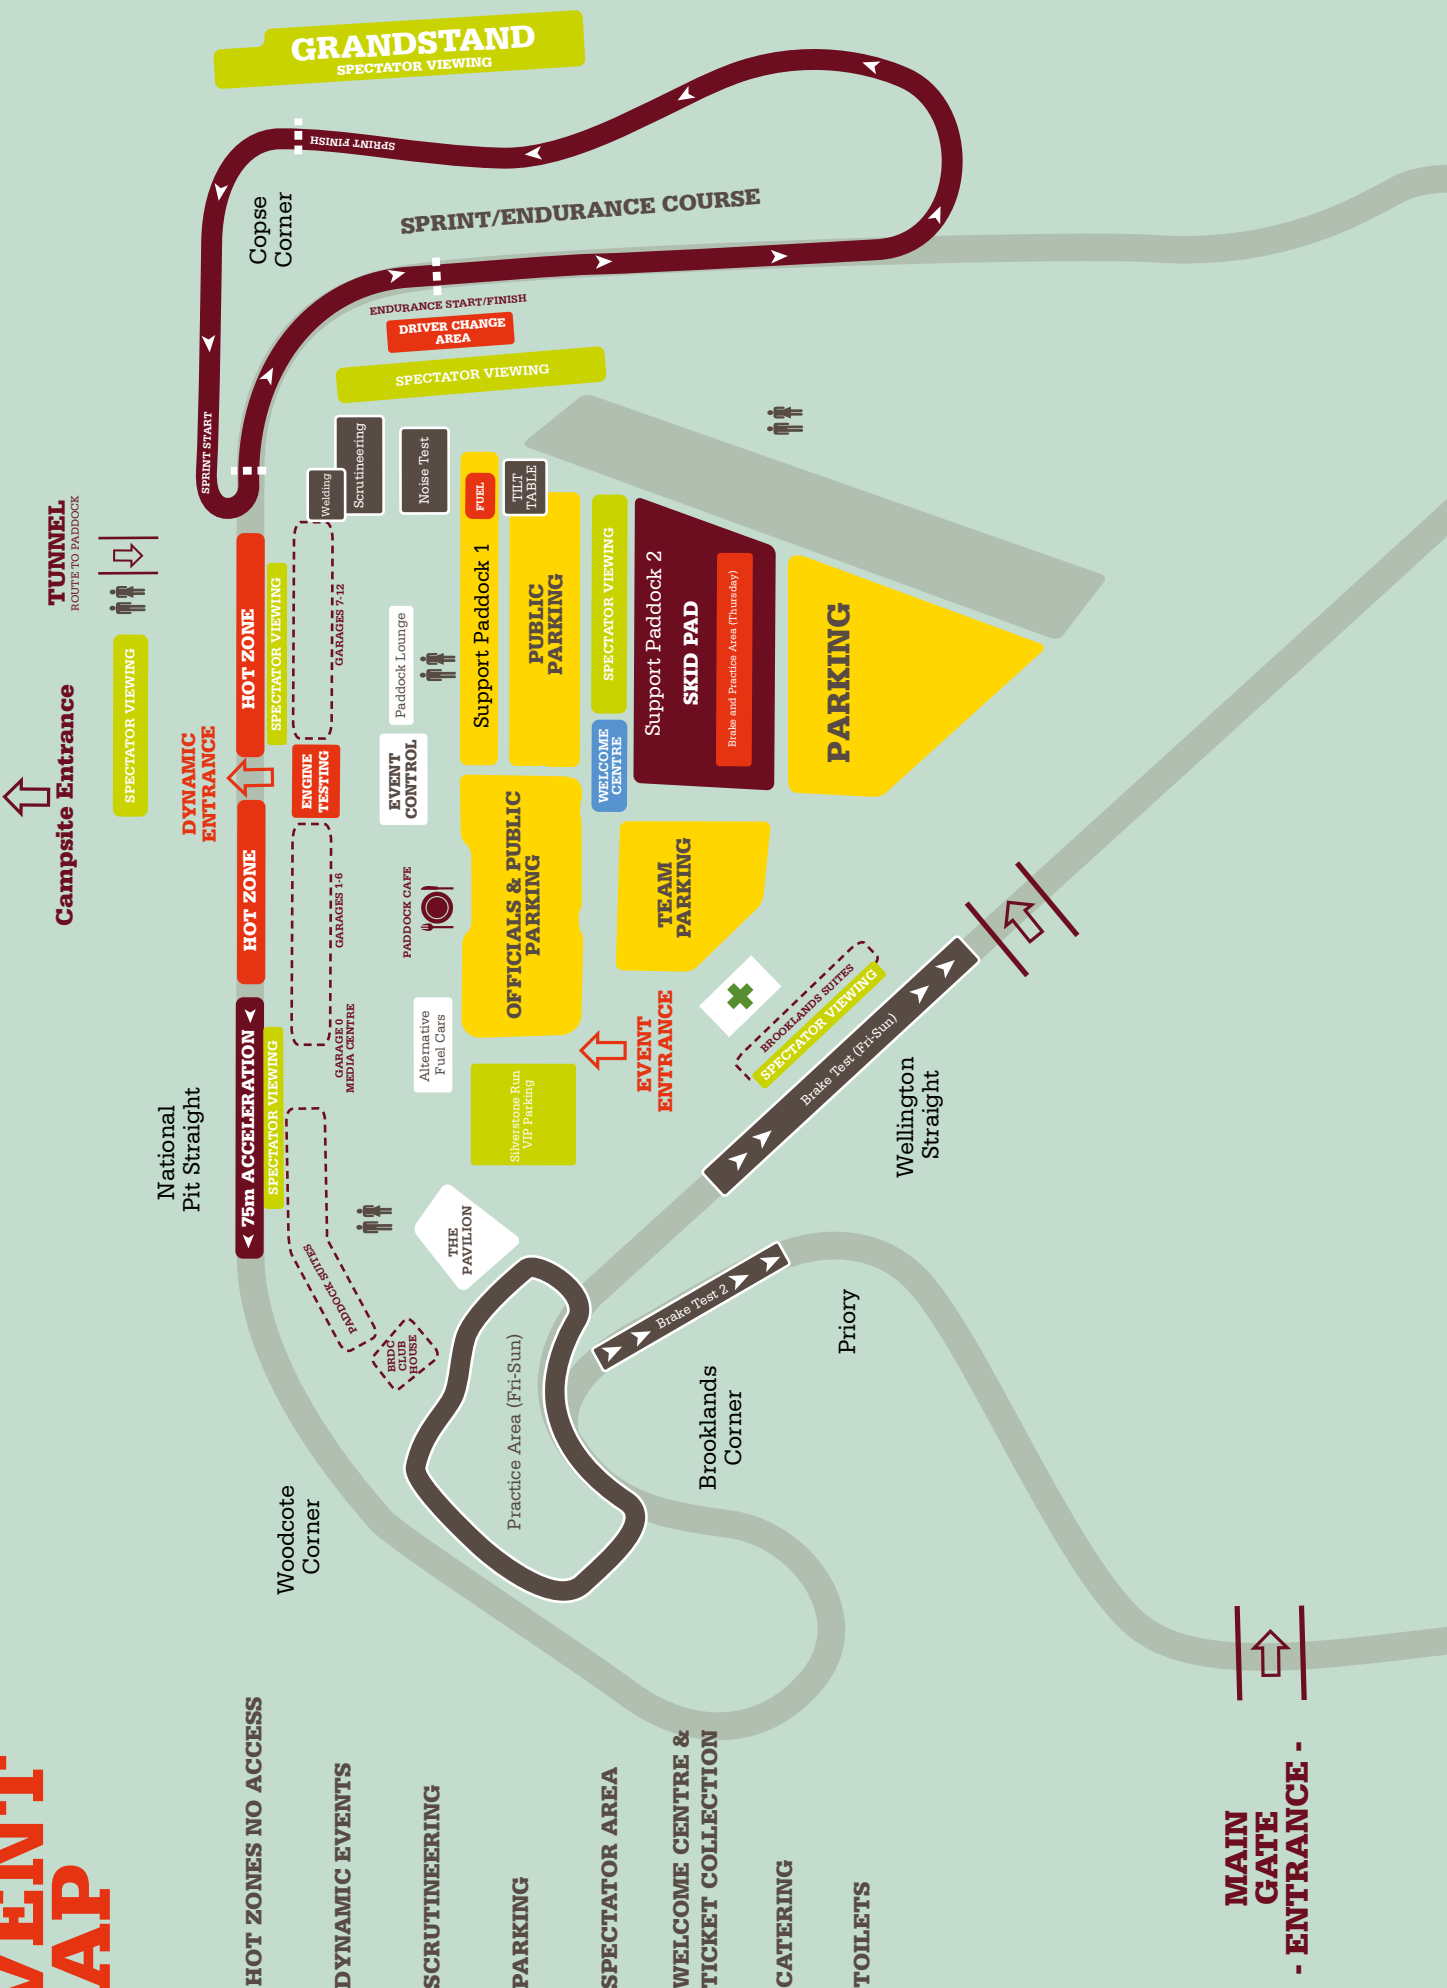 GRANDSTAND
SPECTATOR VIEWING
SPRINT FINISH
Copse
Corner
SPRINT/ENDURANCE COURSE
ENDURANCE START/FINISH
DRIVER CHANGE
AREA
SPECTATOR VIEWING
SPRINT START
TUNNEL
ROUTE TO PADDOCK
Welding
Scrutineering
Noise Test
FUEL
TILT
TABLE
HOT ZONE
SPECTATOR VIEWING
GARAGES 7-12
Paddock Lounge
Support Paddock 1
PUBLIC
PARKING
SPECTATOR VIEWING
Support Paddock 2
SKID PAD
Brake and Practice Area (Thursday)
PARKING
SPECTATOR VIEWING
Campsite Entrance
DYNAMIC
ENTRANCE
ENGINE
TESTING
EVENT
CONTROL
WELCOME
CENTRE
HOT ZONE
GARAGES 1-6
PADDOCK CAFE
OFFICIALS & PUBLIC
PARKING
TEAM
PARKING
75m ACCELERATION
SPECTATOR VIEWING
GARAGE 0
MEDIA CENTRE
Alternative
Fuel Cars
EVENT
ENTRANCE
BROOKLANDS SUITES
SPECTATOR VIEWING
Brake Test (Fri-Sun)
Wellington
Straight
National
Pit Straight
Silverstone Run
VIP Parking
THE
PAVILION
PADDOCK SUITES
BRDC
CLUB
HOUSE
Practice Area (Fri-Sun)
Brake Test 2
Priory
Brooklands
Corner
Woodcote
Corner
HOT ZONES NO ACCESS
DYNAMIC EVENTS
SCRUTINEERING
PARKING
SPECTATOR AREA
WELCOME CENTRE &
TICKET COLLECTION
CATERING
TOILETS
MAIN
GATE
- ENTRANCE -
VENT
AP